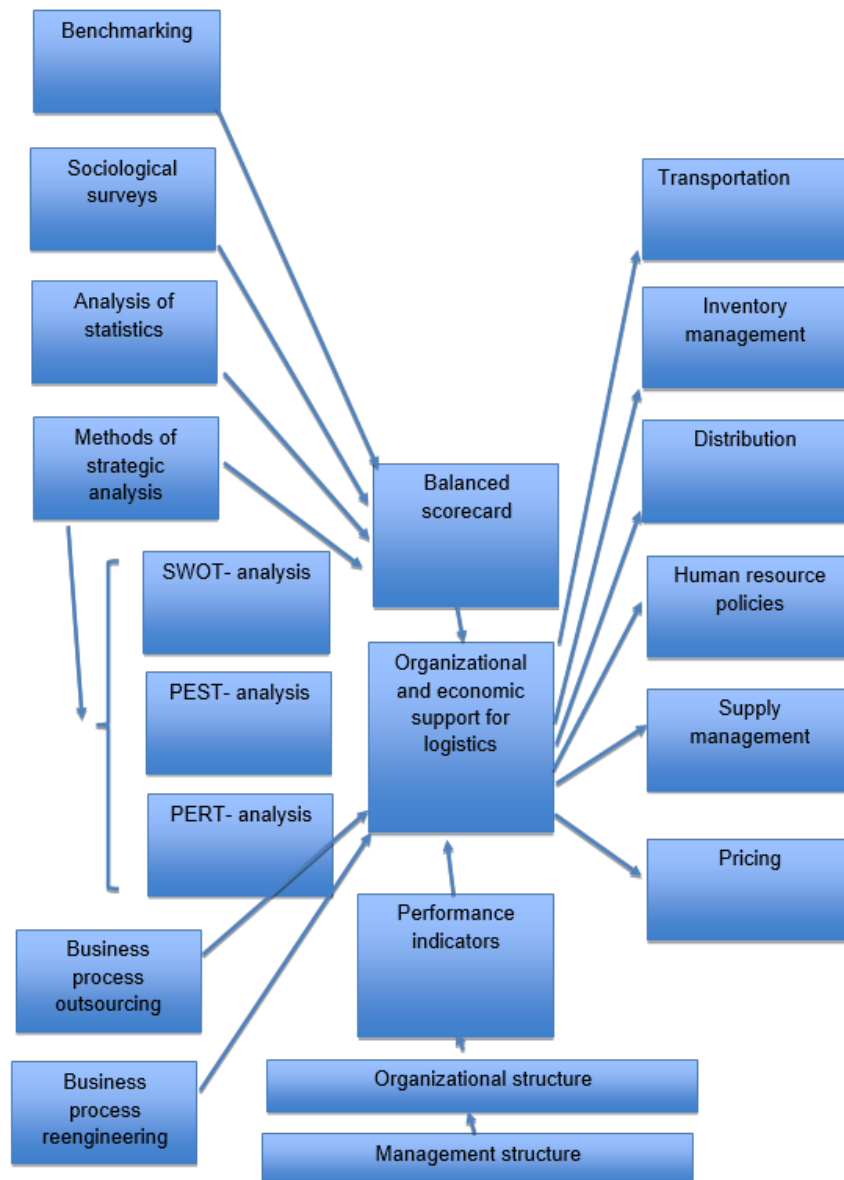 Benchmarking
Sociological
surveys
Analysis of
statistics
Methods of
strategic
analysis
SWOT- analysis
PEST- analysis
PERT- analysis
Business
process
outsourcing
Business
process
reengineering
Balanced
scorecard
Organizational
and economic
support for
logistics
Performance
indicators
Organizational structure
Management structure
Transportation
Inventory
management
Distribution
Human resource
policies
Supply
management
Pricing